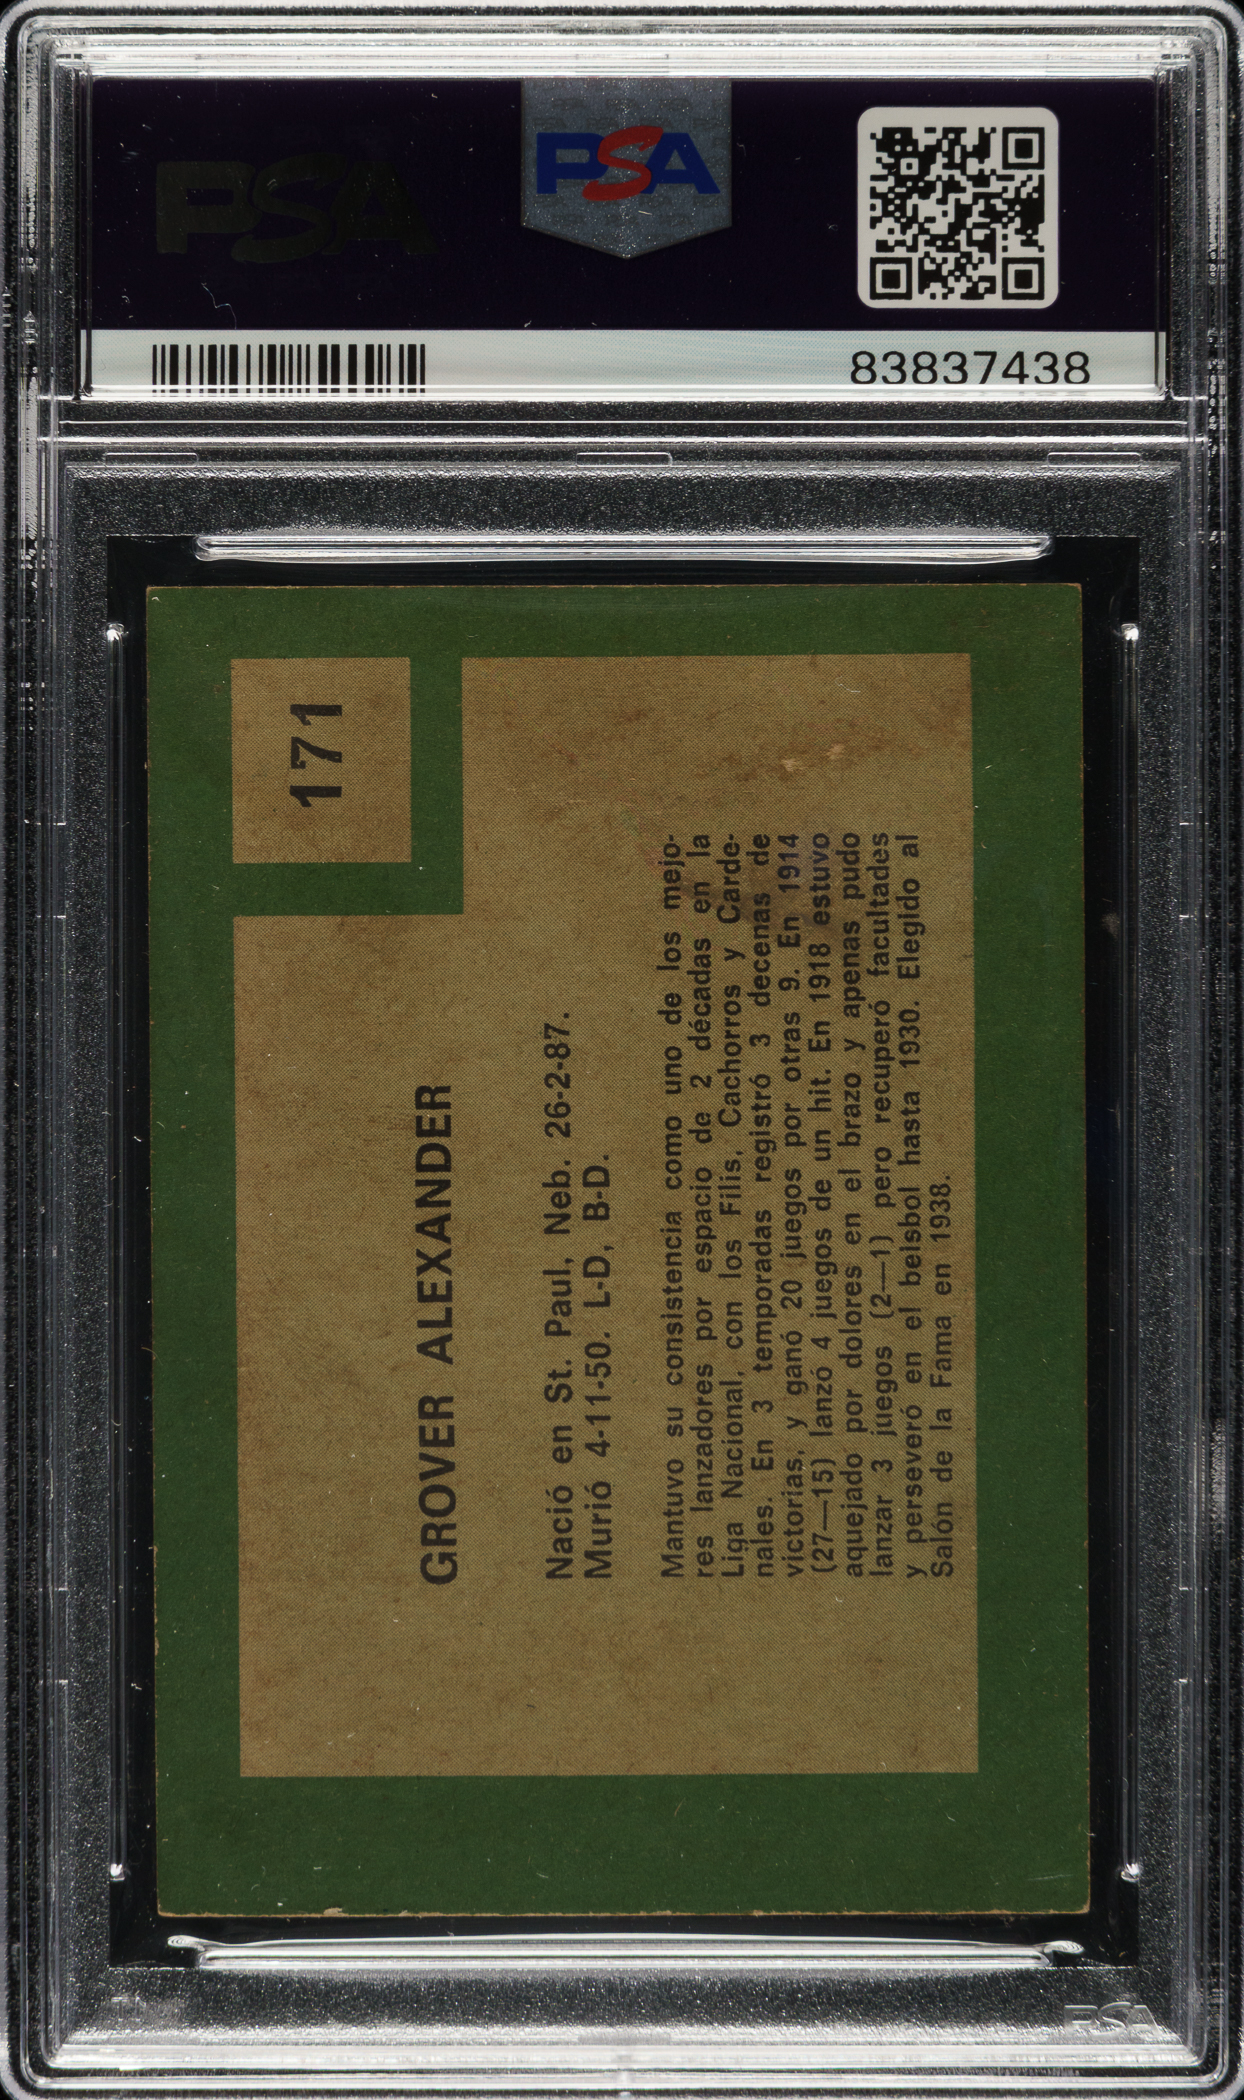 PSA
PSA
83837438
171
GROVER ALEXANDER
Nació en St. Paul, Neb. 26-2-87.
Murió 4-11-50. L-D, B-D.
Mantuvo su consistencia como uno de los mejo-
res lanzadores por espacio de 2 décadas en la
Liga Nacional, con los Filis, Cachorros y Carde-
nales. En 3 temporadas registró 3 decenas de
victorias, y ganó 20 juegos por otras 9. En 1914
(27—15) lanzó 4 juegos de un hit. En 1918 estuvo
aquejado por dolores en el brazo y apenas pudo
lanzar 3 juegos (2—1) pero recuperó facultades
y perseveró en el beisbol hasta 1930. Elegido al
Salón de la Fama en 1938.
PSA